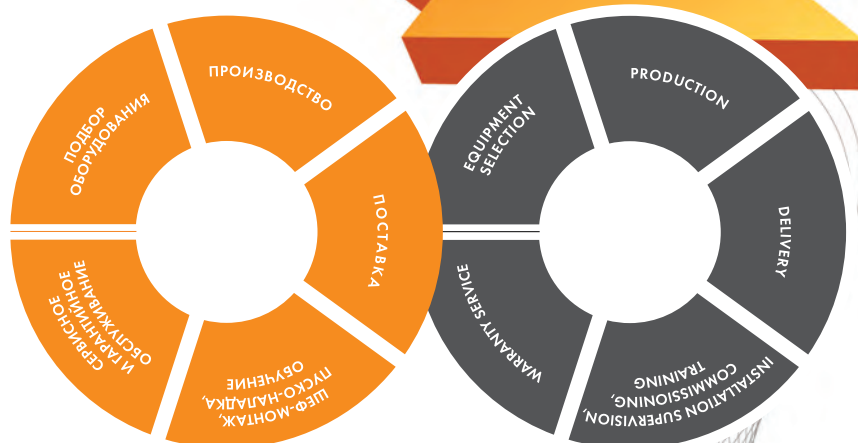 ПОДБОР
ОБОРУДОВАНИЯ
ПРОИЗВОДСТВО
ПОСТАВКА
ШЕФ-МОНТАЖ,
ПУСКО-НАЛАДКА,
ОБУЧЕНИЕ
СЕРВИСНОЕ
И ГАРАНТИЙНОЕ
ОБСЛУЖИВАНИЕ
EQUIPMENT
SELECTION
PRODUCTION
DELIVERY
INSTALLATION SUPERVISION,
COMMISSIONING,
TRAINING
WARRANTY SERVICE